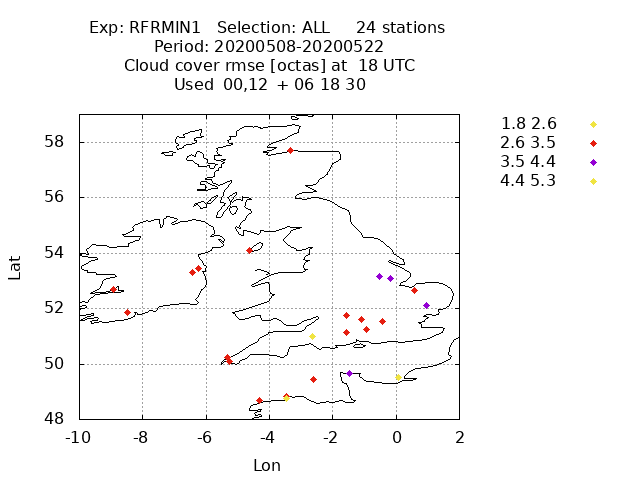 Exp: RFRMIN1   Selection: ALL     24 stations
Period: 20200508-20200522
Cloud cover rmse [octas] at  18 UTC
Used  00,12  + 06 18 30
1.8 2.6
2.6 3.5
3.5 4.4
4.4 5.3
58
56
54
52
50
48
Lat
-10 -8 -6 -4 -2 0 2
Lon